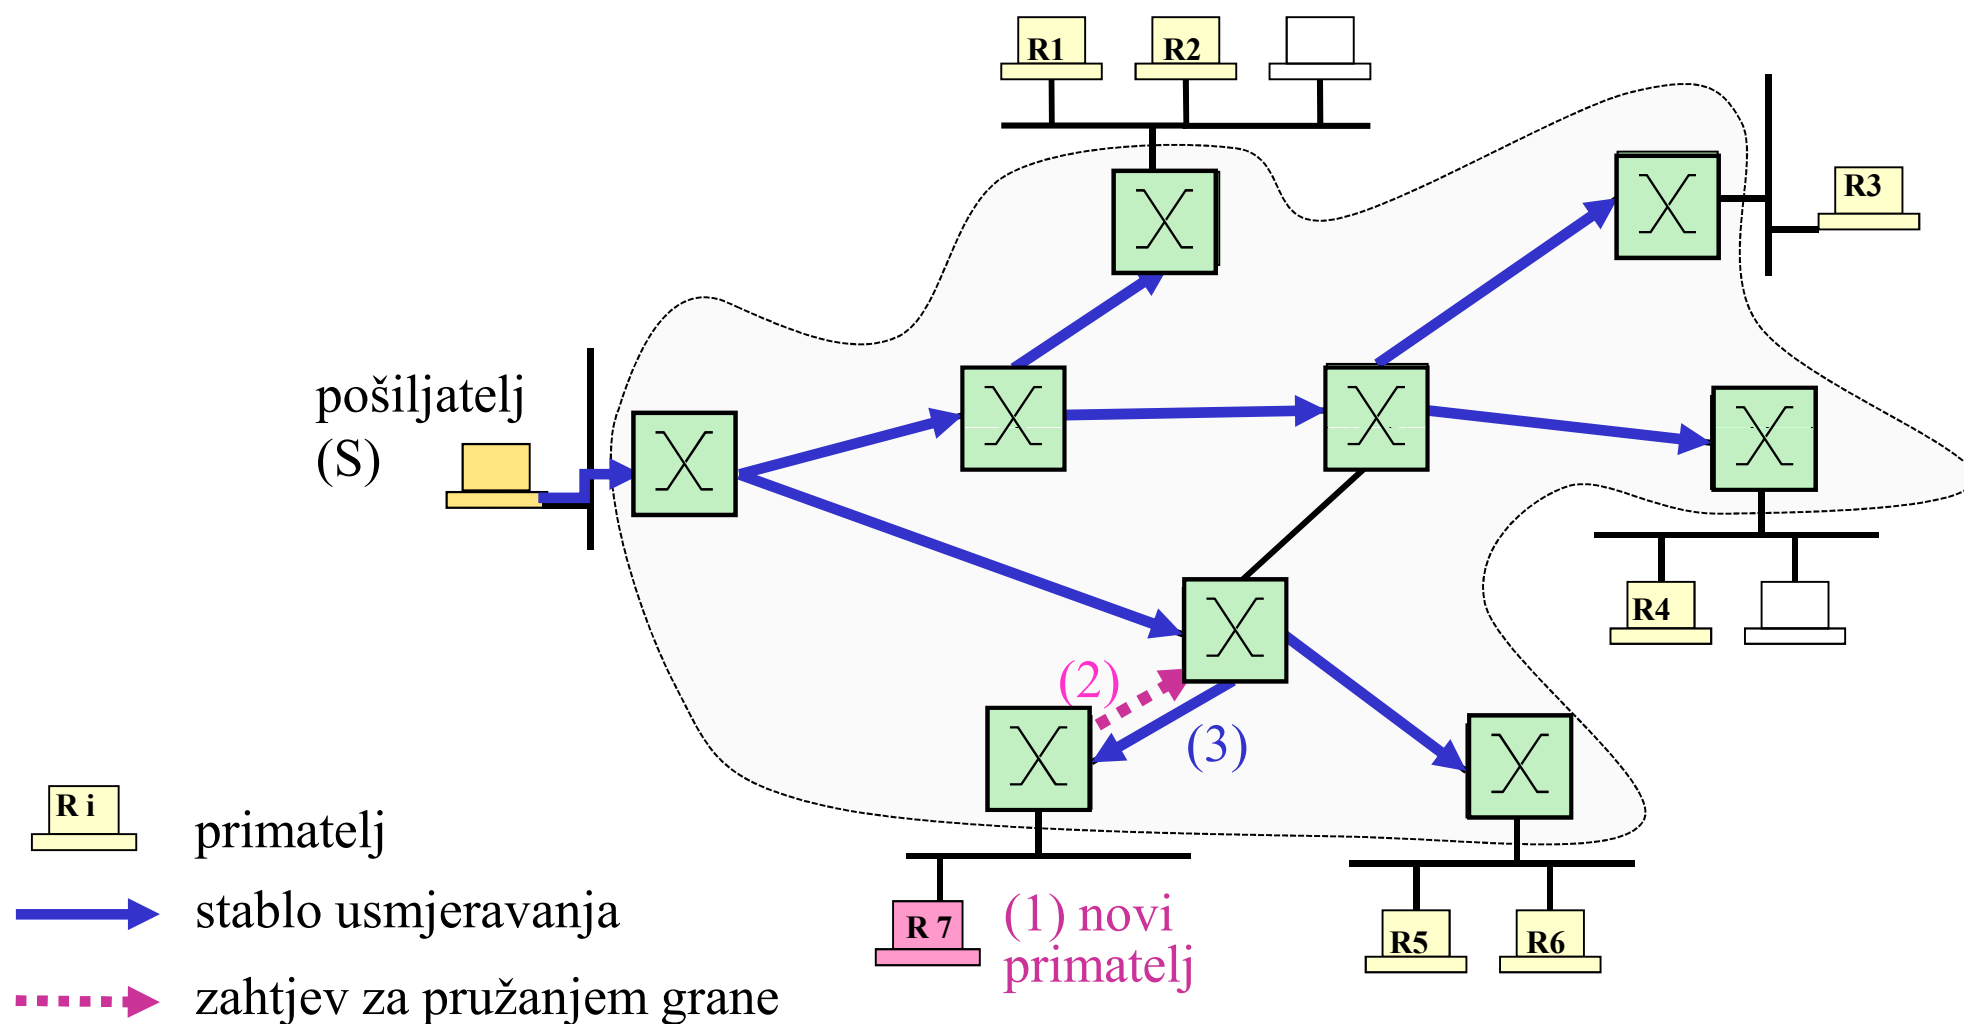 R1
R2
R3
pošiljatelj
(S)
R4
(2)
(3)
R i
primatelj
stablo usmjeravanja
zahtjev za pružanjem grane
R 7
(1) novi
primatelj
R5
R6